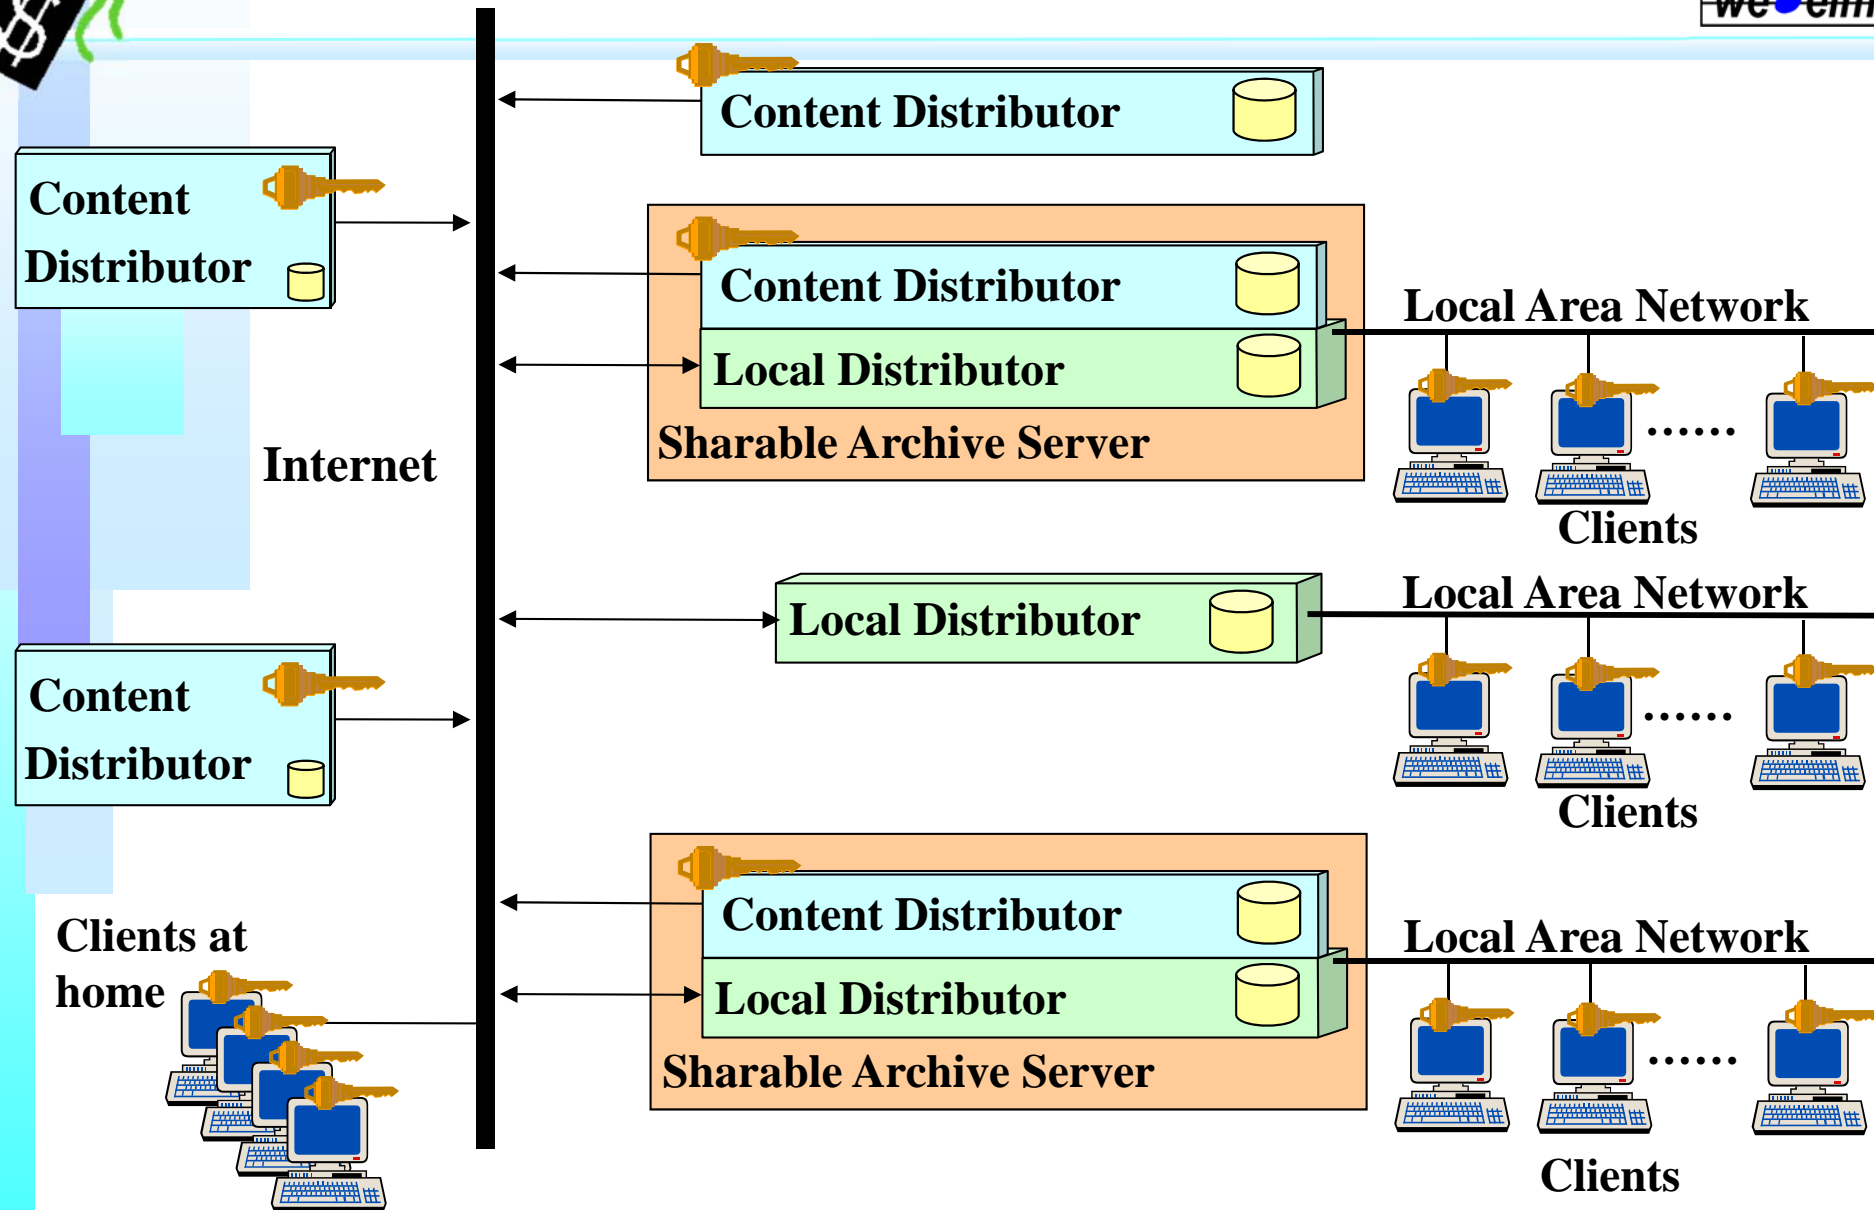 $
Content Distributor
Content
Distributor
Content Distributor
Local Distributor
Sharable Archive Server
Local Area Network
......
Clients
Internet
Local Distributor
Local Area Network
......
Clients
Content
Distributor
Content Distributor
Local Distributor
Sharable Archive Server
Local Area Network
......
Clients
Clients at
home